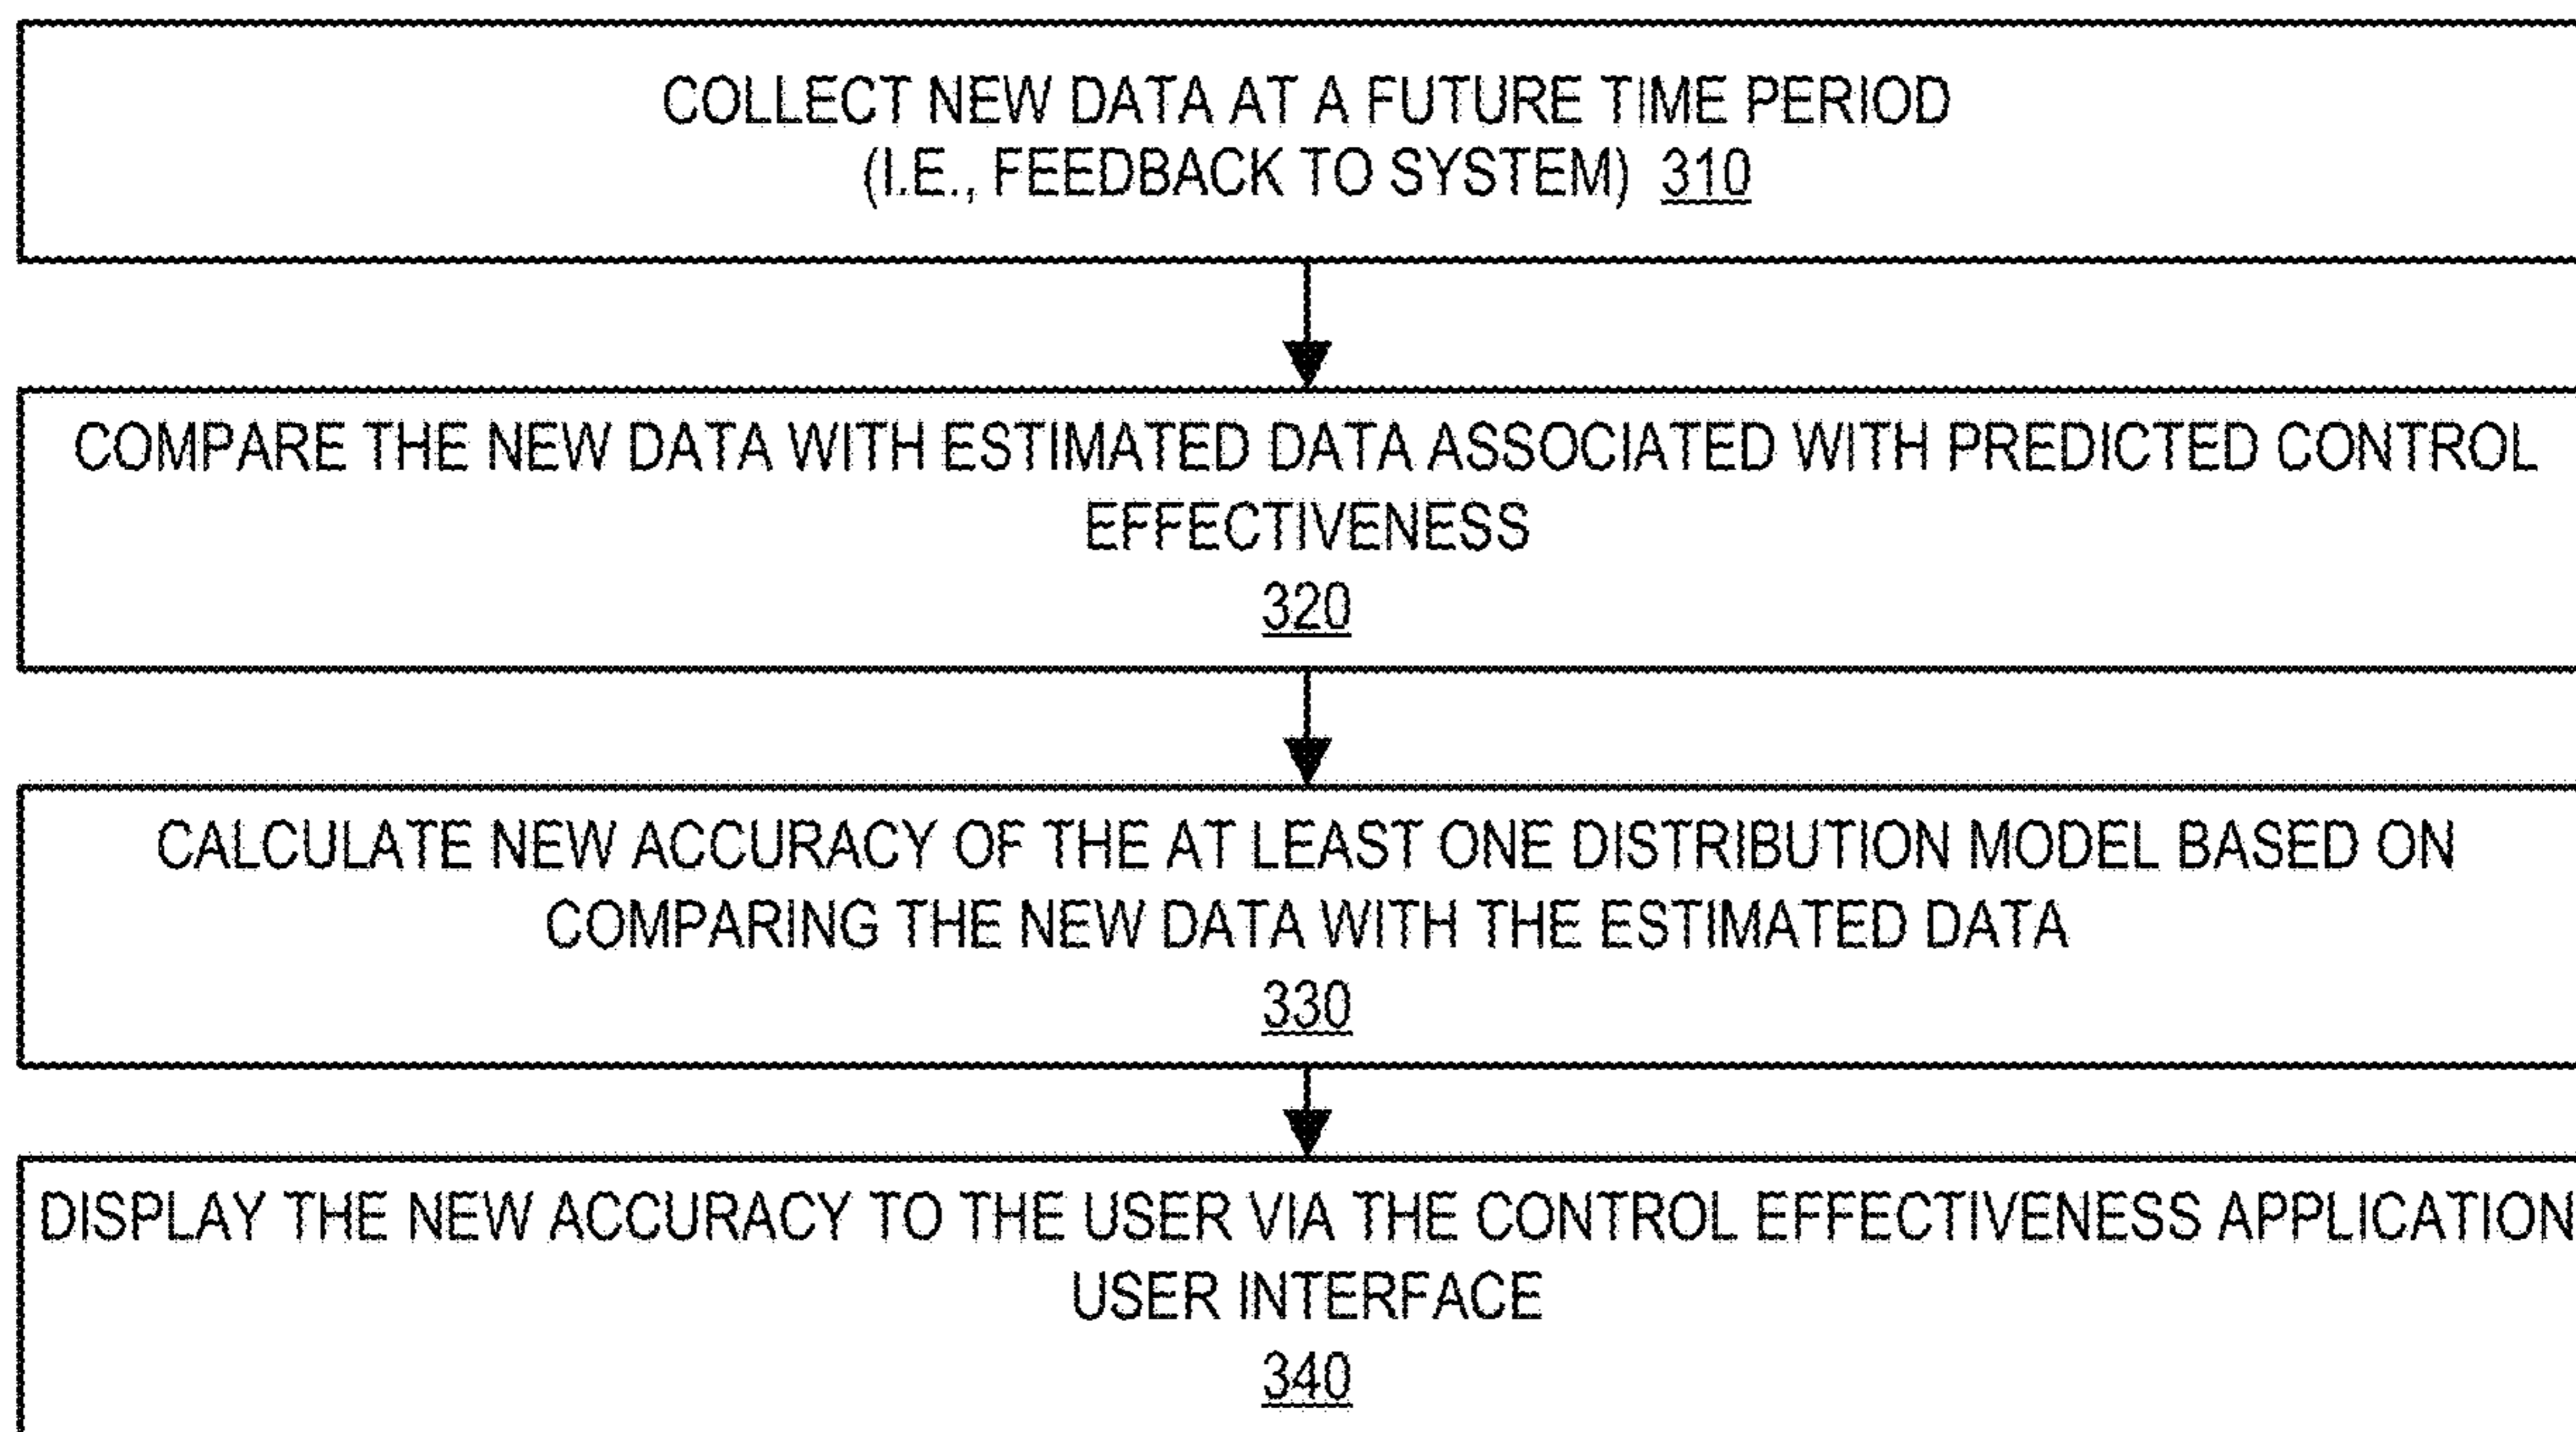 COLLECT NEW DATA AT A FUTURE TIME PERIOD
(I.E., FEEDBACK TO SYSTEM) 310
COMPARE THE NEW DATA WITH ESTIMATED DATA ASSOCIATED WITH PREDICTED CONTROL
EFFECTIVENESS
320
CALCULATE NEW ACCURACY OF THE AT LEAST ONE DISTRIBUTION MODEL BASED ON
COMPARING THE NEW DATA WITH THE ESTIMATED DATA
330
DISPLAY THE NEW ACCURACY TO THE USER VIA THE CONTROL EFFECTIVENESS APPLICATION
USER INTERFACE
340